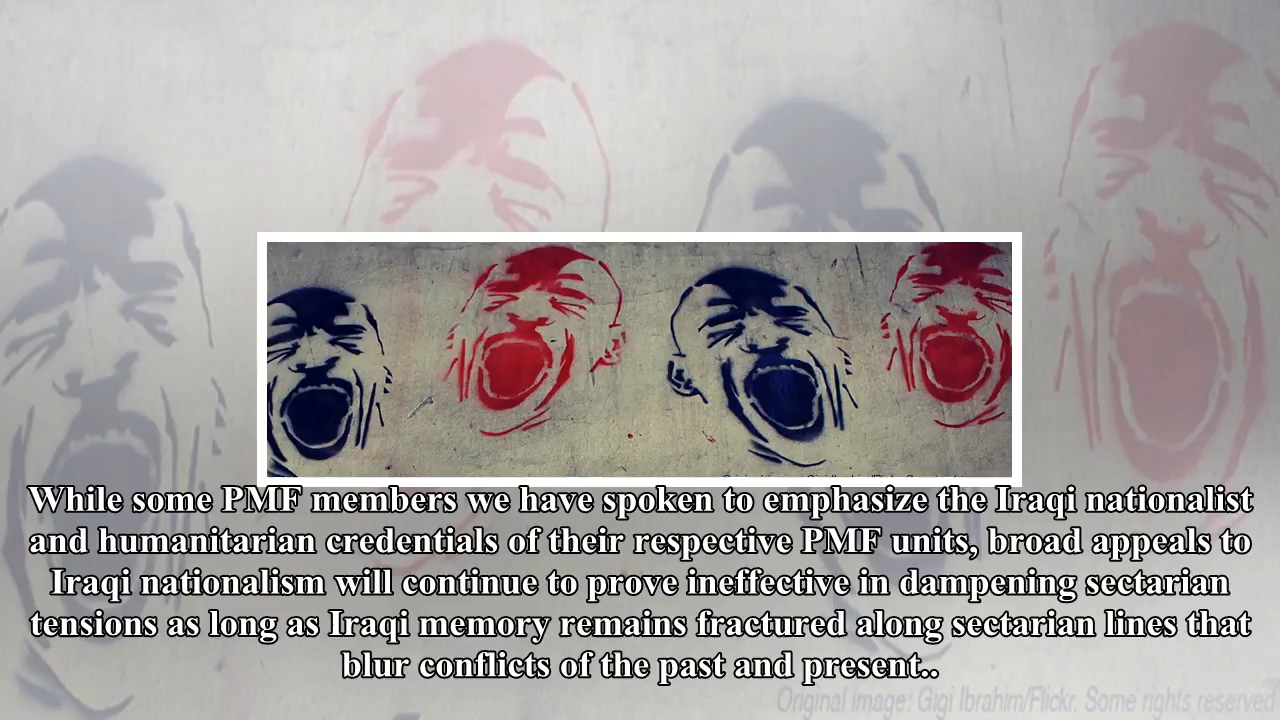 While some PMF members we have spoken to emphasize the Iraqi nationalist
and humanitarian credentials of their respective PMF units, broad appeals to
Iraqi nationalism will continue to prove ineffective in dampening sectarian
tensions as long as Iraqi memory remains fractured along sectarian lines that
blur conflicts of the past and present..
Original image: Gigi Ibrahim/Flickr. Some rights reserved